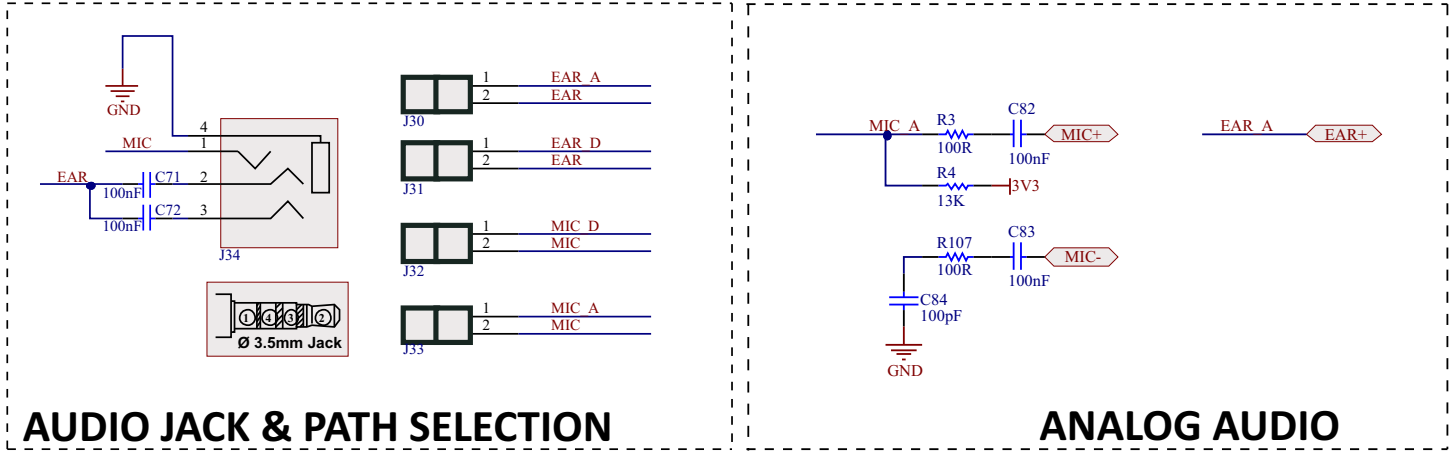 GND
4
MIC
1
EAR
100nF
C71
2
100nF
C72
3
J34
1
4
3
2
Ø 3.5mm Jack
1
EAR_A
2
EAR
J30
1
EAR_D
2
EAR
J31
1
MIC_D
2
MIC
J32
1
MIC_A
2
MIC
J33
AUDIO JACK & PATH SELECTION
MIC_A
R3
100R
C82
100nF
MIC+
R4
13K
3V3
R107
100R
C83
100nF
MIC-
C84
100pF
GND
EAR_A
EAR+
ANALOG AUDIO